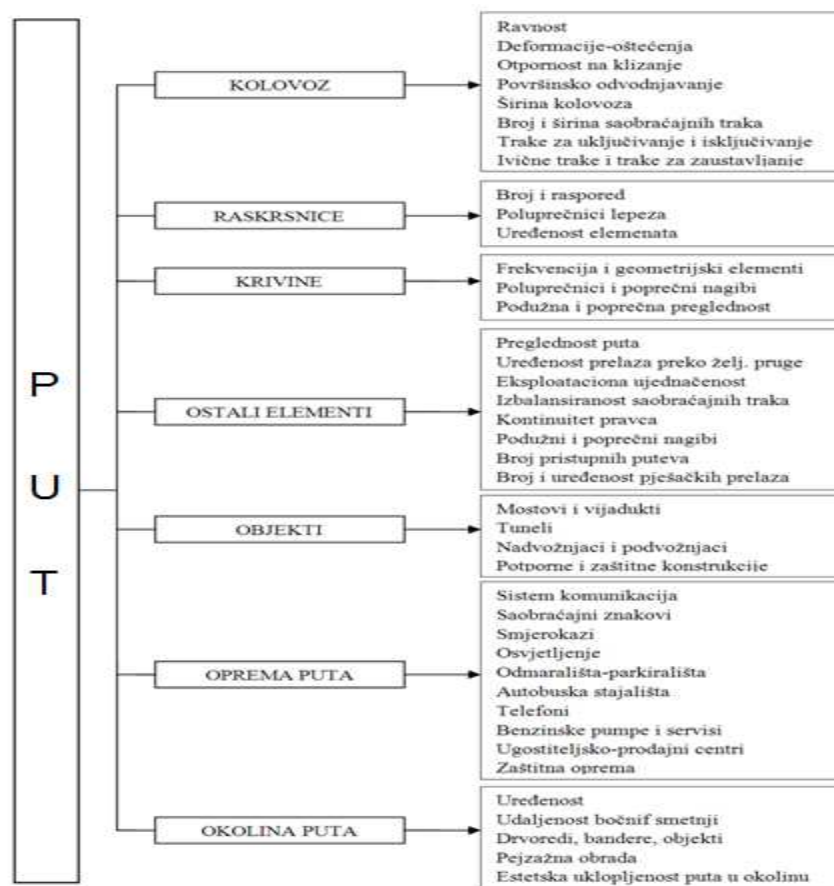 PUT
KOLOVOZ
Ravnost
Deformacije-oštećenja
Otpornost na klizanje
Površinsko odvodnjavanje
Širina kolovoza
Broj i širina saobraćajnih traka
Trake za uključivanje i isključivanje
Ivične trake i trake za zaustavljanje
RASKRSNICE
Broj i raspored
Poluprečnici lepeza
Uređenost elemenata
KRIVINE
Frekvencija i geometrijski elementi
Poluprečnici i poprečni nagibi
Podužna i poprečna preglednost
OSTALI ELEMENTI
Preglednost puta
Uređenost prelaza preko želj. pruge
Eksploataciona ujednačenost
Izbalansiranost saobraćajnih traka
Kontinuitet pravca
Podužni i poprečni nagibi
Broj pristupnih puteva
Broj i uređenost pješačkih prelaza
OBJEKTI
Mostovi i vijadukti
Tuneli
Nadvožnjaci i podvožnjaci
Potporne i zaštitne konstrukcije
OPREMA PUTA
Sistem komunikacija
Saobraćajni znakovi
Smjerokazi
Osvjetljenje
Odmarališta-parkirališta
Autobuska stajališta
Telefoni
Benzinske pumpe i servisi
Ugostiteljsko-prodajni centri
Zaštitna oprema
OKOLINA PUTA
Uređenost
Udaljenost bočnif smetnji
Drvoredi, bandere, objekti
Pejzažna obrada
Estetska uklopljenost puta u okolinu